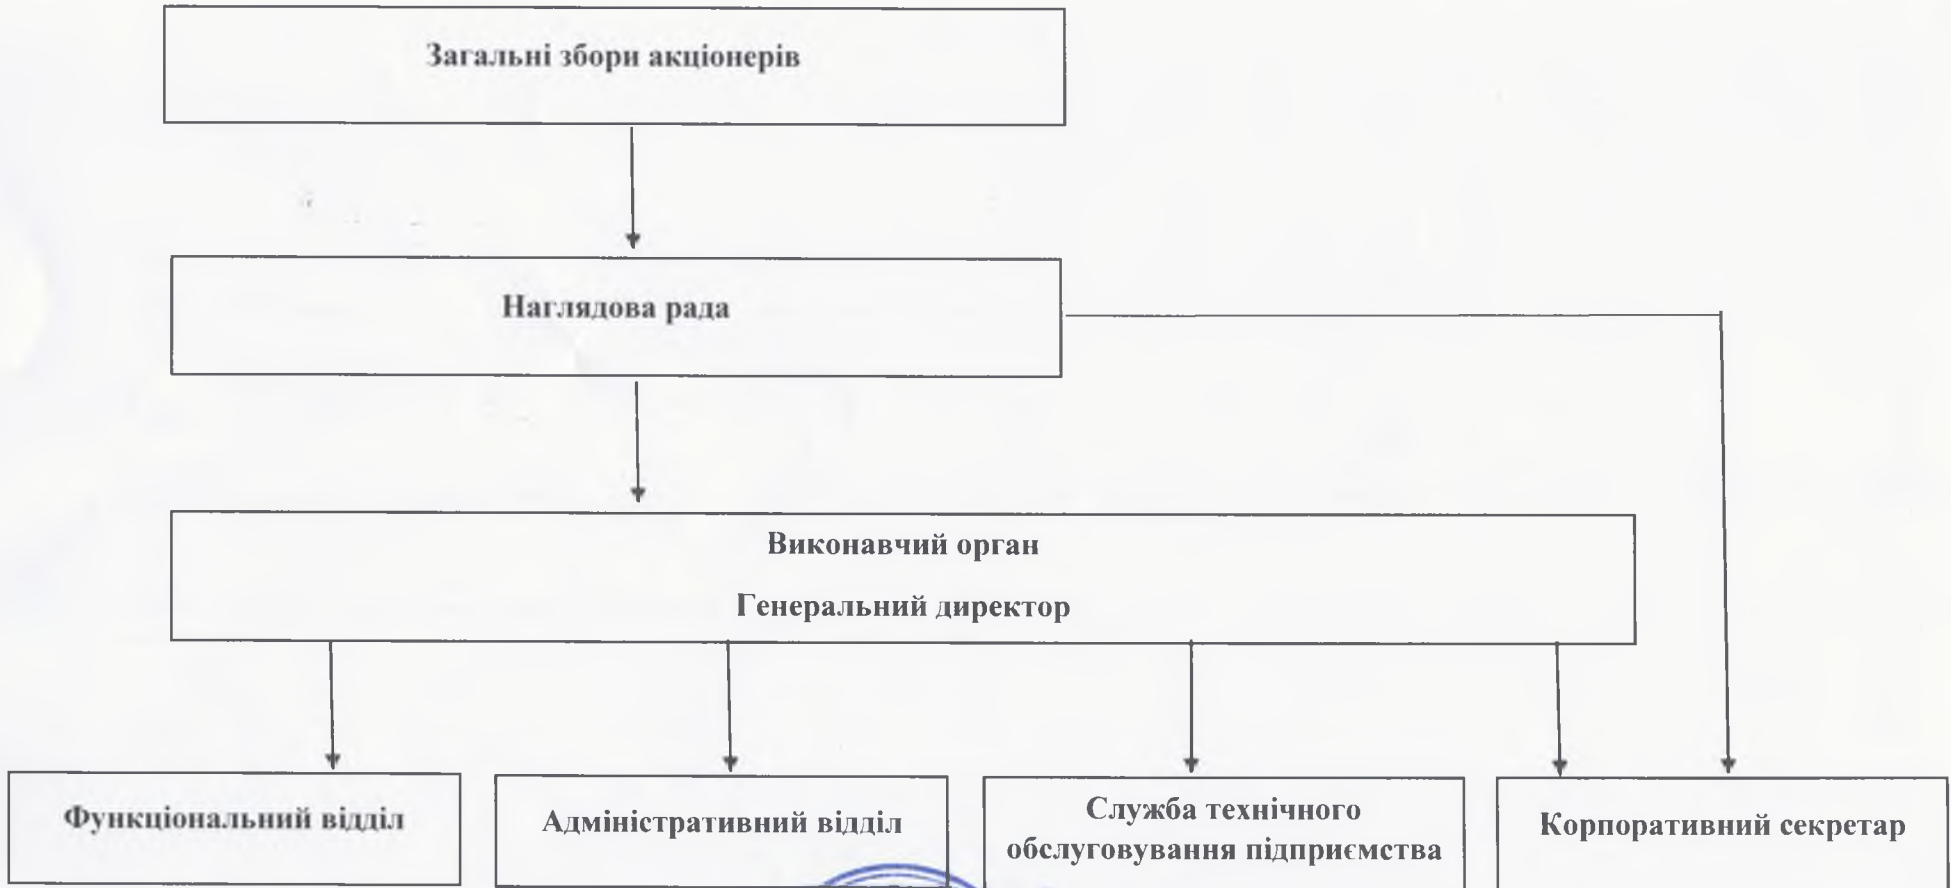 Загальні збори акціонерів
Наглядова рада
Виконавчий орган
Генеральний директор
Функціональний відділ
Адміністративний відділ
Служба технічного
обслуговування підприємства
Корпоративний секретар